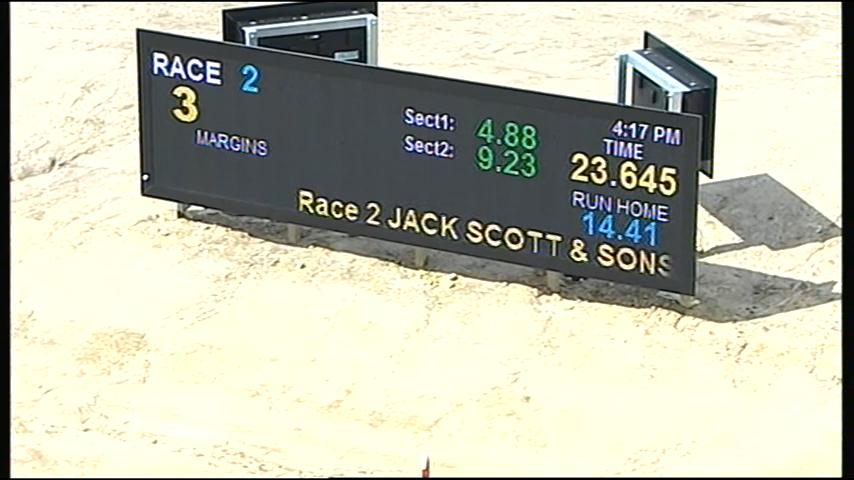 RACE 2
3
MARGINS
Sect1: 4.88
Sect2: 9.23
4:17 PM
TIME
23.645
RUN HOME
14.41
Race 2 JACK SCOTT & SONS